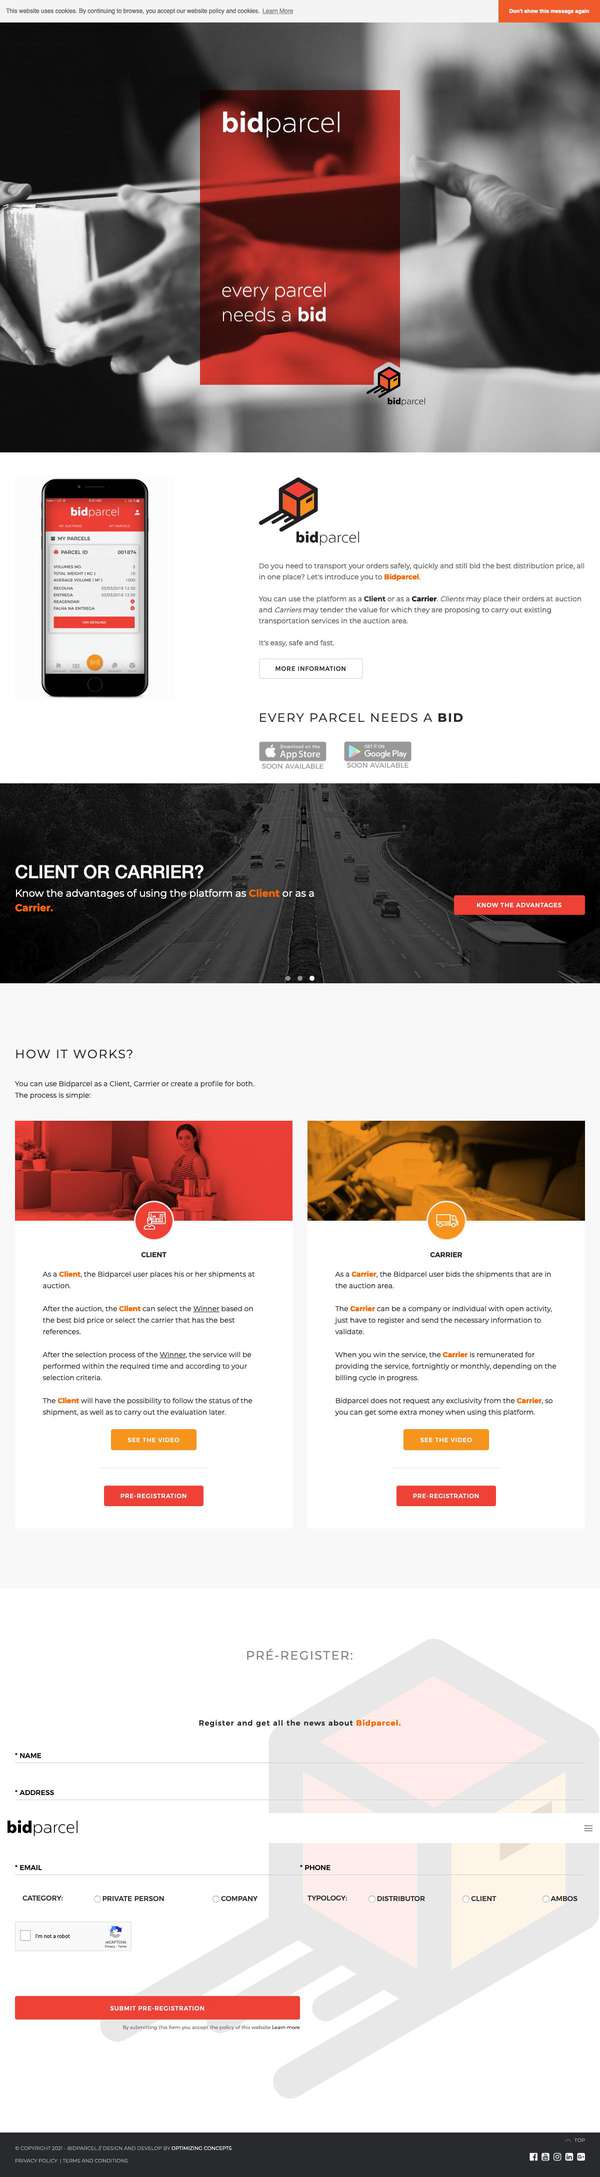 This website uses cookies. By continuing to browse, you accept our website policy and cookies. Learn More
Don't show this message again
bidparcel
every parcel
needs a bid
bidparcel
bidparcel
MY AUCTIONS
MY PARCELS
MY PARCELS
PARCEL ID 001874
VOLUMES NO.
TOTAL WEIGHT ( KG )
AVERAGE VOLUME ( M³ )
RECOLHA
ENTREGA
REAGENDAR
FALHA NA ENTREGA
VER DETALHE
bidparcel
Do you need to transport your orders safely, quickly and still bid the best distribution price, all
in one place? Let's introduce you to Bidparcel.
You can use the platform as a Client or as a Carrier. Clients may place their orders at auction
and Carriers may tender the value for which they are proposing to carry out existing
transportation services in the auction area.
It's easy, safe and fast.
MORE INFORMATION
EVERY PARCEL NEEDS A BID
Download on the
App Store
SOON AVAILABLE
GET IT ON
Google Play
SOON AVAILABLE
CLIENT OR CARRIER?
Know the advantages of using the platform as Client or as a
Carrier.
KNOW THE ADVANTAGES
HOW IT WORKS?
You can use Bidparcel as a Client, Carrrier or create a profile for both.
The process is simple:
CLIENT
As a Client, the Bidparcel user places his or her shipments at
auction.
After the auction, the Client can select the Winner based on
the best bid price or select the carrier that has the best
references.
After the selection process of the Winner, the service will be
performed within the required time and according to your
selection criteria.
The Client will have the possibility to follow the status of the
shipment, as well as to carry out the evaluation later.
SEE THE VIDEO
PRE-REGISTRATION
CARRIER
As a Carrier, the Bidparcel user bids the shipments that are in
the auction area.
The Carrier can be a company or individual with open activity,
just have to register and send the necessary information to
validate.
When you win the service, the Carrier is remunerated for
providing the service, fortnightly or monthly, depending on the
billing cycle in progress.
Bidparcel does not request any exclusivity from the Carrier, so
you can get some extra money when using this platform.
SEE THE VIDEO
PRE-REGISTRATION
PRÉ-REGISTER:
Register and get all the news about Bidparcel.
* NAME
* ADDRESS
bidparcel
* EMAIL
* PHONE
CATEGORY: PRIVATE PERSON COMPANY
TYPOLOGY: DISTRIBUTOR CLIENT AMBOS
I'm not a robot
reCAPTCHA
Privacy - Terms
SUBMIT PRE-REGISTRATION
By submitting this form you accept the policy of this website Learn more
TOP
© COPYRIGHT 2021 - BIDPARCEL // DESIGN AND DEVELOP BY OPTIMIZING CONCEPTS
PRIVACY POLICY | TERMS AND CONDITIONS